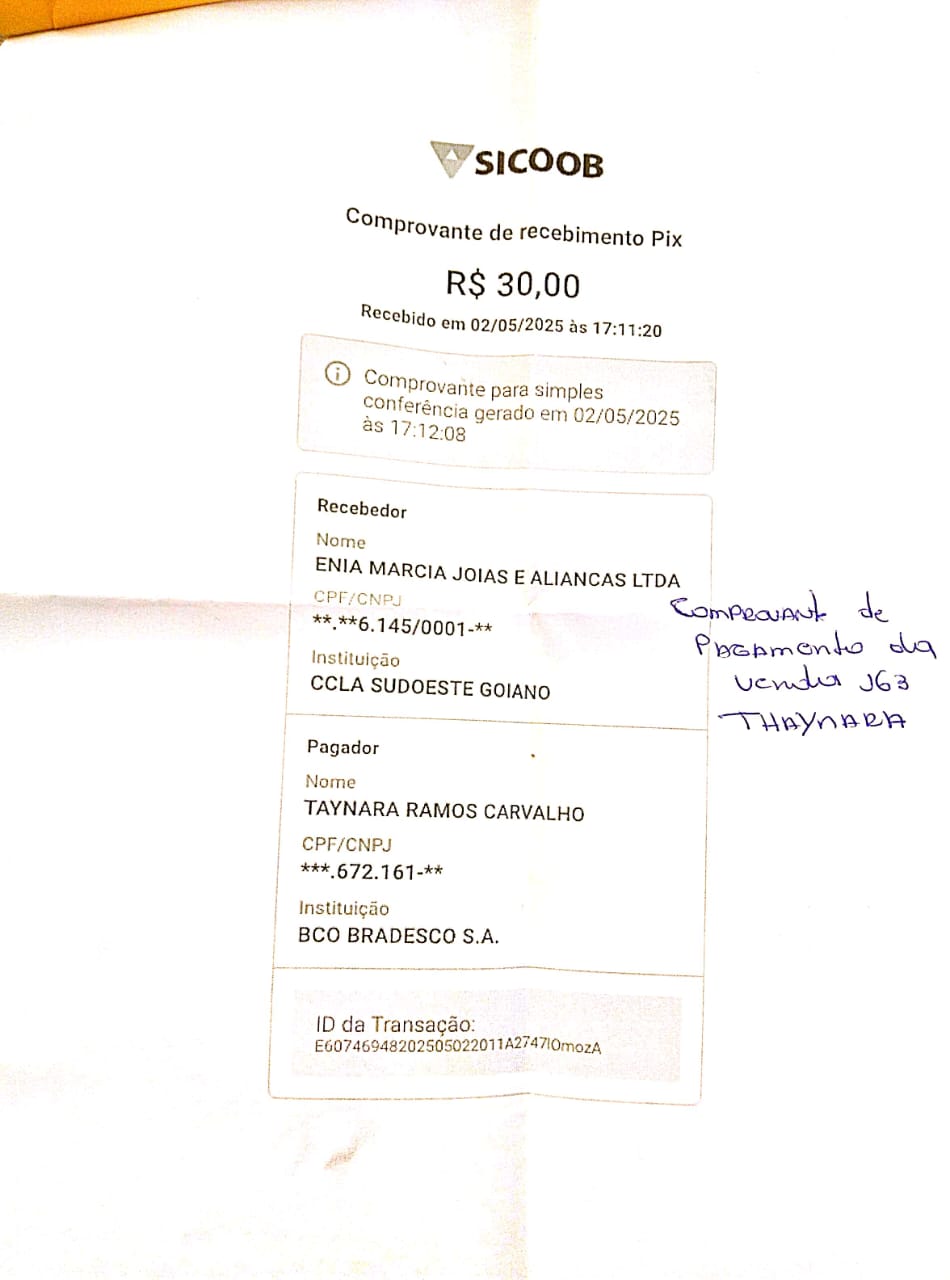 SICOOB
Comprovante de recebimento Pix
R$ 30,00
Recebido em 02/05/2025 às 17:11:20
Comprovante para simples
conferência gerado em 02/05/2025
às 17:12:08
Recebedor
Nome
ENIA MARCIA JOIAS E ALIANCAS LTDA
CPF/CNPJ
**.**6.145/0001-**
Instituição
CCLA SUDOESTE GOIANO
Comprovant de
Pagamento da
venda J63
THAYNARA
Pagador
Nome
TAYNARA RAMOS CARVALHO
CPF/CNPJ
***.672.161-**
Instituição
BCO BRADESCO S.A.
ID da Transação:
E60746948202505022011A2747lOmozA